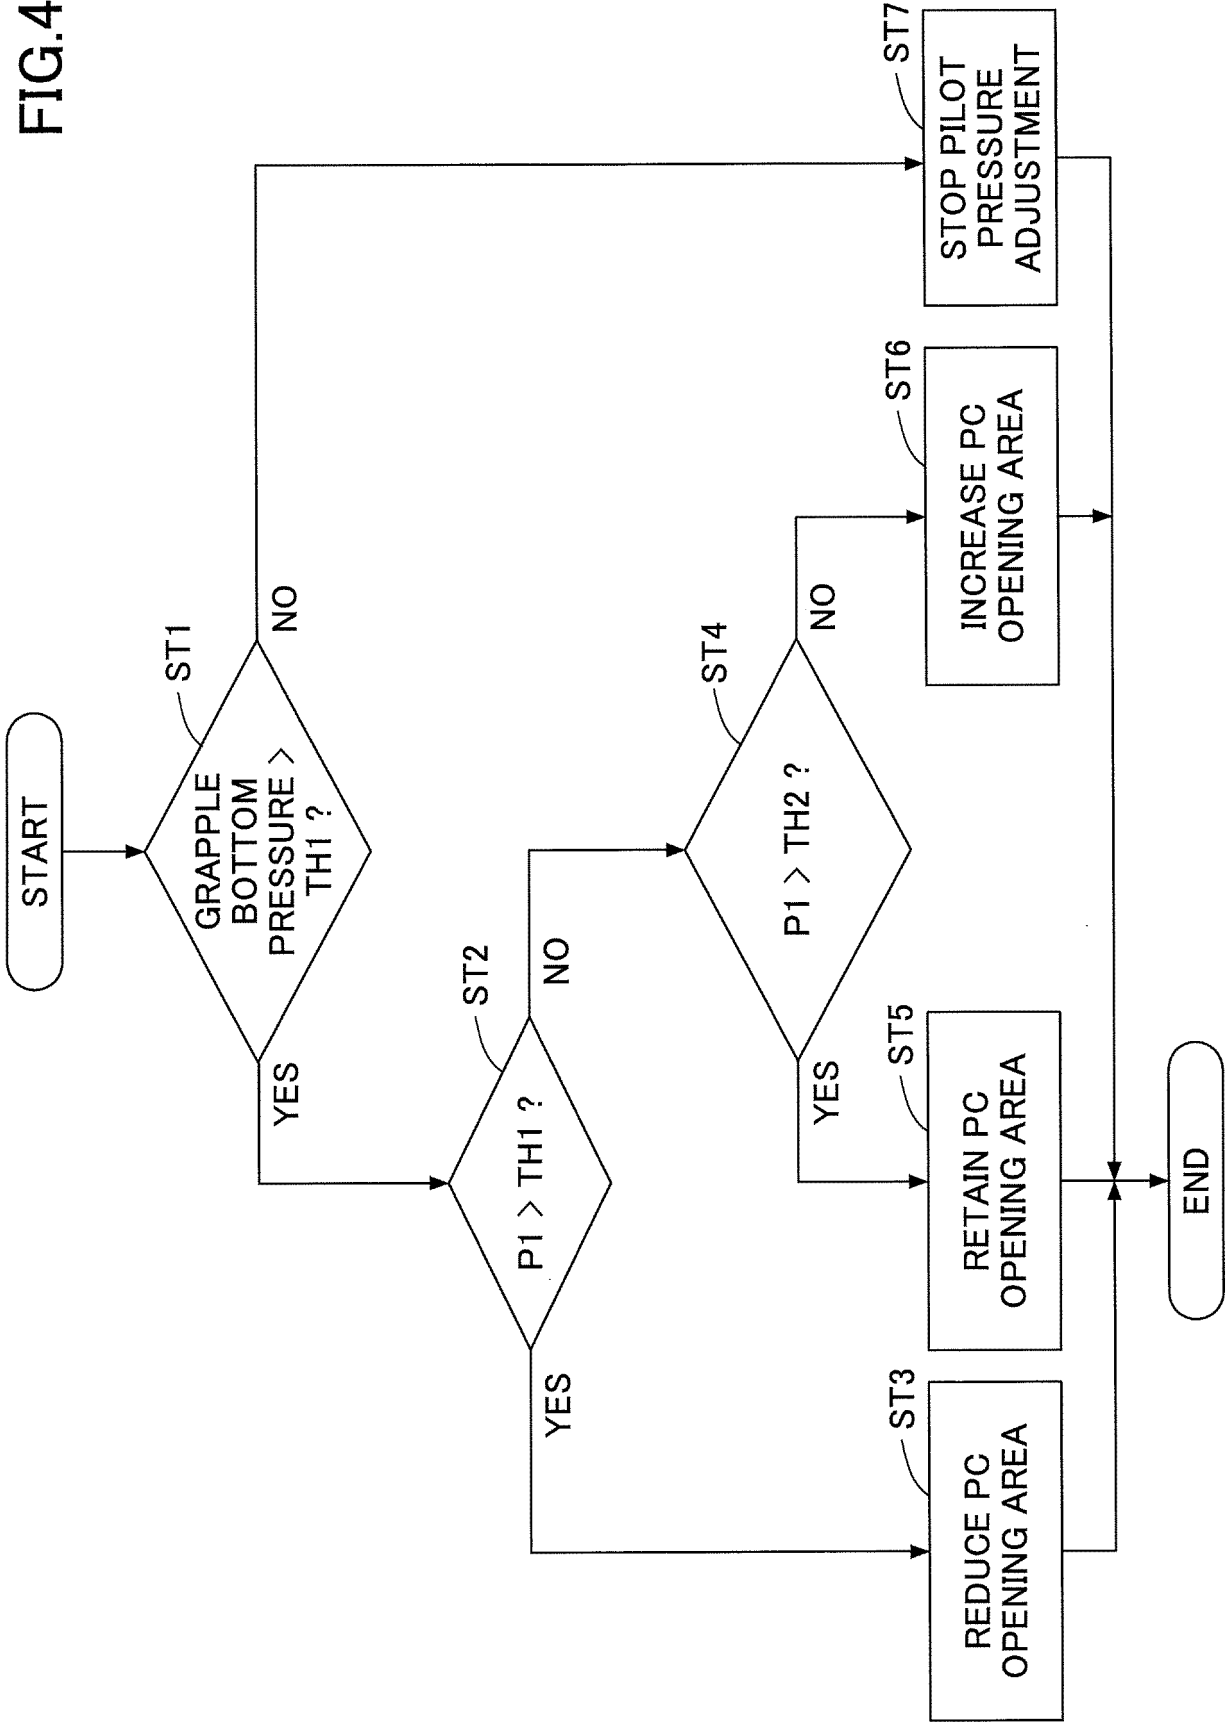 FIG.4
START
ST1
GRAPPLE
BOTTOM
PRESSURE >
TH1 ?
YES
NO
ST2
P1 > TH1 ?
YES
NO
ST4
P1 > TH2 ?
YES
NO
ST3
REDUCE PC
OPENING AREA
ST5
RETAIN PC
OPENING AREA
ST6
INCREASE PC
OPENING AREA
ST7
STOP PILOT
PRESSURE
ADJUSTMENT
END